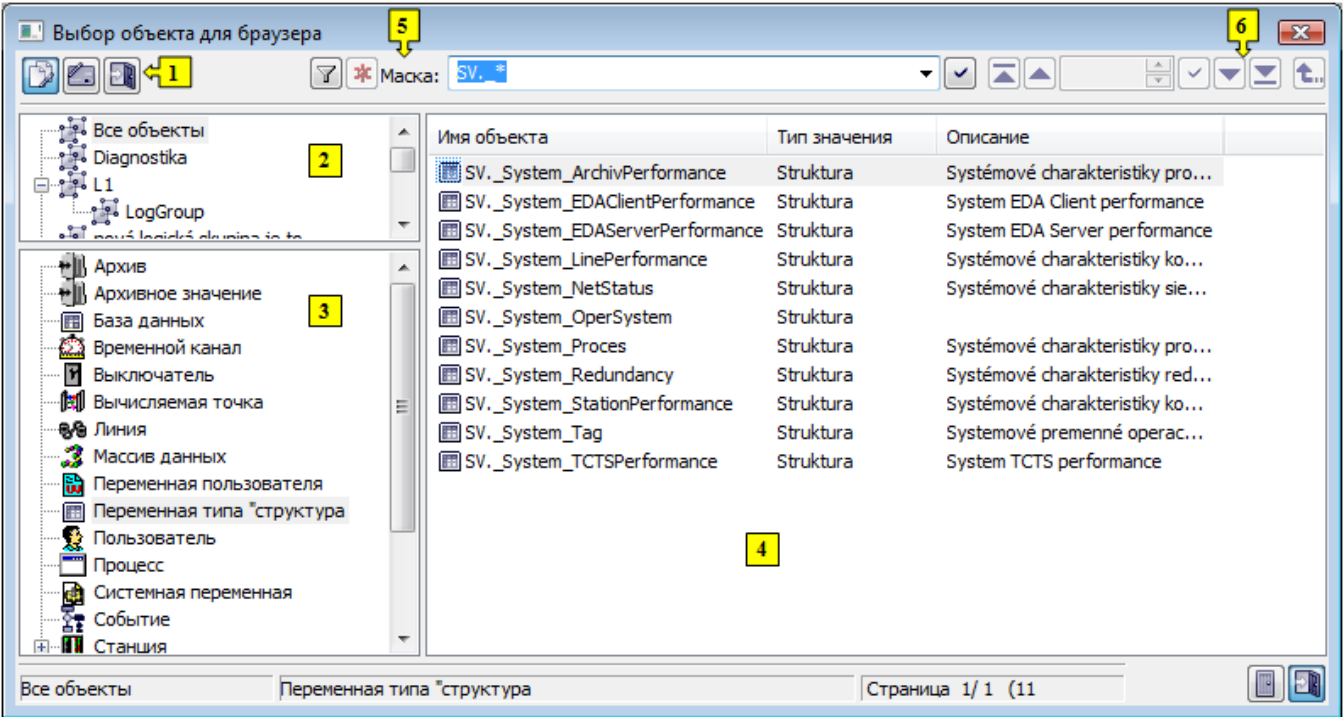 Выбор объекта для браузера
5
6
1
Маска: SV._*
Все объекты
Diagnostika
2
L1
LogGroup
Архив
Архивное значение
3
База данных
Временной канал
Выключатель
Вычисляемая точка
Линия
Массив данных
Переменная пользователя
Переменная типа "структура
Пользователь
Процесс
Системная переменная
Событие
Станция
Имя объекта Тип значения Описание
SV._System_ArchivPerformance Struktura Systémové charakteristiky pro...
SV._System_EDAClientPerformance Struktura System EDA Client performance
SV._System_EDAServerPerformance Struktura System EDA Server performance
SV._System_LinePerformance Struktura Systémové charakteristiky ko...
SV._System_NetStatus Struktura Systémové charakteristiky sie...
SV._System_OperSystem Struktura
SV._System_Proces Struktura Systémové charakteristiky pro...
SV._System_Redundancy Struktura Systémové charakteristiky red...
SV._System_StationPerformance Struktura Systémové charakteristiky ko...
SV._System_Tag Struktura Systemové premenné operac...
SV._System_TCTSPerformance Struktura System TCTS performance
4
Все объекты Переменная типа "структура Страница 1/ 1 (11